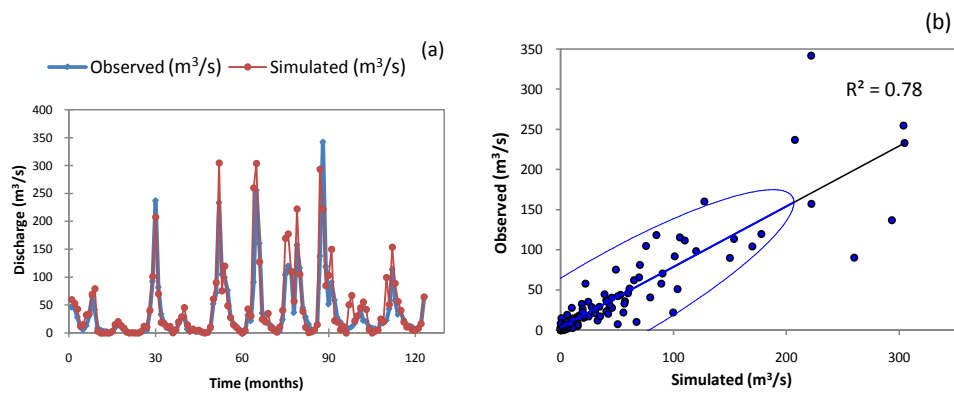 (a)
Observed (m³/s) Simulated (m³/s)
400
350
300
250
200
150
100
50
0
Discharge (m³/s)
0 30 60 90 120
Time (months)
(b)
350
300
250
200
150
100
50
0
Observed (m³/s)
R² = 0.78
0 100 200 300
Simulated (m³/s)